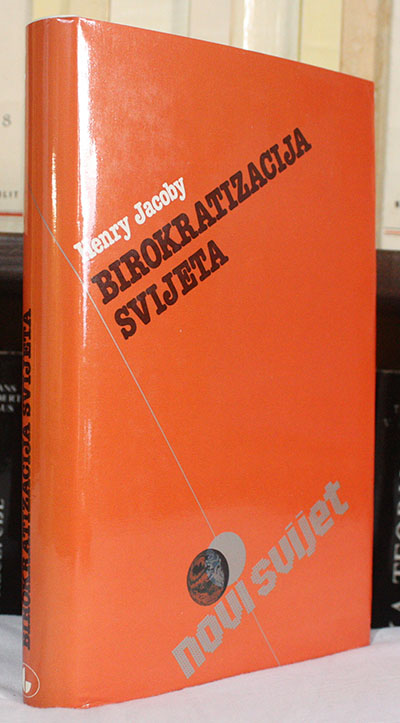 Henry Jacoby
BIROKRATIZACIJA
SVIJETA
novi svijet
BIROKRATIZACIJA SVIJETA